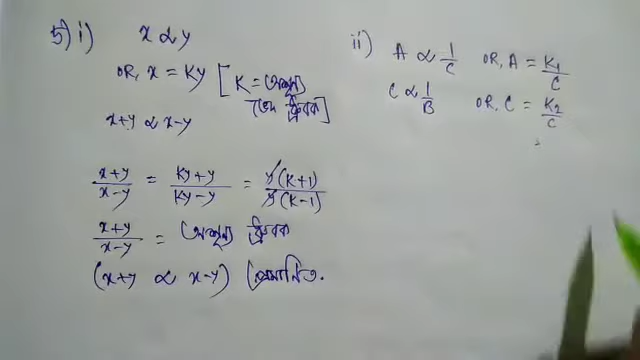 5) i) x ∝ y
OR, x = Ky [K = অশূন্য
ভেদ ধ্রুবক]
x+y ∝ x-y
(x+y)/(x-y) = (Ky+y)/(Ky-y) = y(K+1)/y(K-1)
(x+y)/(x-y) = অশূন্য ধ্রুবক
(x+y ∝ x-y) (প্রমানিত.
ii) A ∝ 1/C OR, A = K₁/C
C ∝ 1/B OR, C = K₂/C